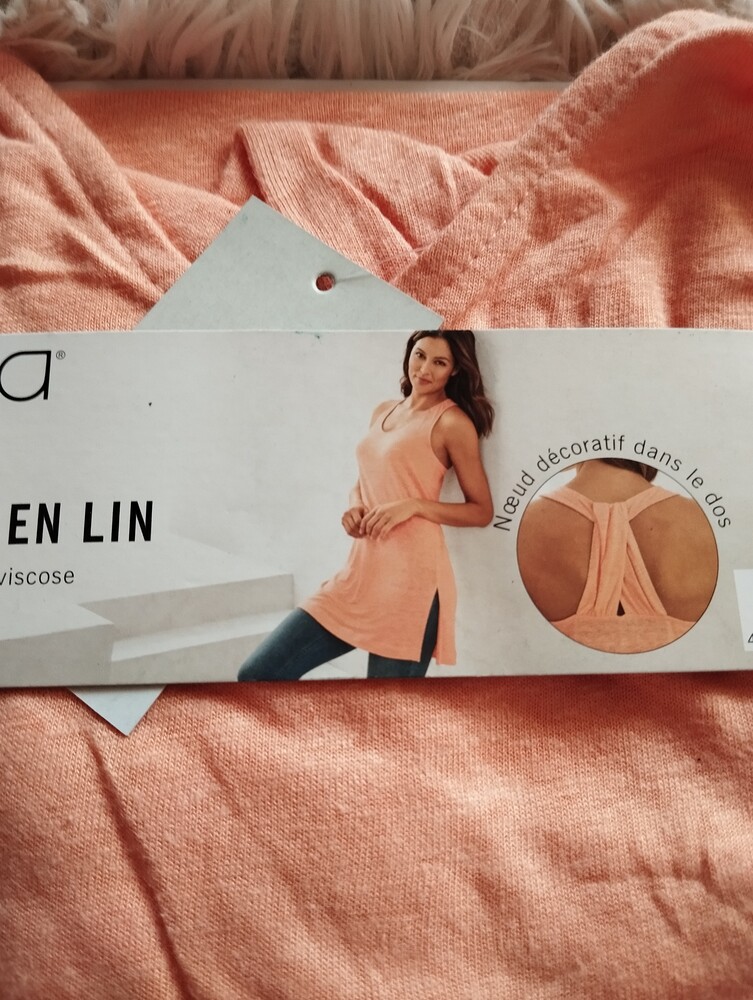 a®
EN LIN
viscose
Nœud décoratif dans le dos